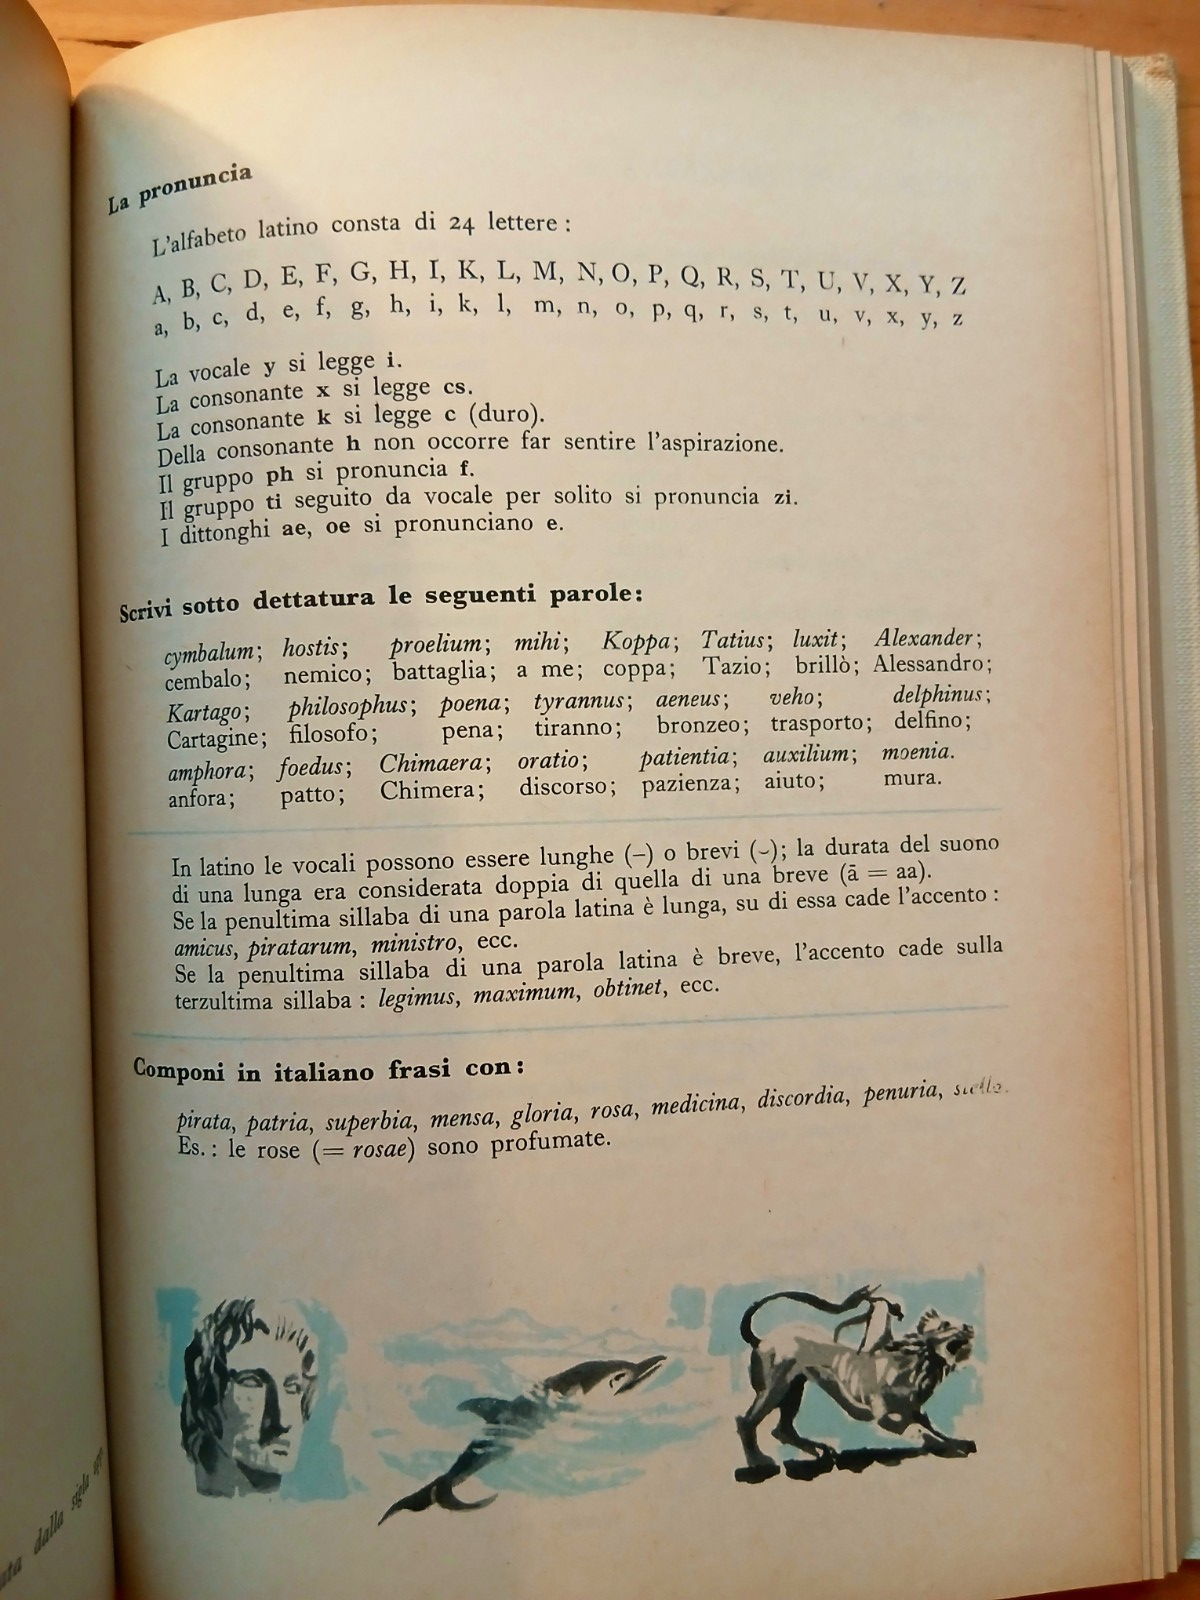 La pronuncia
L'alfabeto latino consta di 24 lettere :
A, B, C, D, E, F, G, H, I, K, L, M, N, O, P, Q, R, S, T, U, V, X, Y, Z
a, b, c, d, e, f, g, h, i, k, l, m, n, o, p, q, r, s, t, u, v, x, y, z
La vocale y si legge i.
La consonante x si legge cs.
La consonante k si legge c (duro).
Della consonante h non occorre far sentire l'aspirazione.
Il gruppo ph si pronuncia f.
Il gruppo ti seguito da vocale per solito si pronuncia zi.
I dittonghi ae, oe si pronunciano e.
Scrivi sotto dettatura le seguenti parole:
cymbalum; hostis; proelium; mihi; Koppa; Tatius; luxit; Alexander;
cembalo; nemico; battaglia; a me; coppa; Tazio; brillò; Alessandro;
Kartago; philosophus; poena; tyrannus; aeneus; veho; delphinus;
Cartagine; filosofo; pena; tiranno; bronzeo; trasporto; delfino;
amphora; foedus; Chimaera; oratio; patientia; auxilium; moenia.
anfora; patto; Chimera; discorso; pazienza; aiuto; mura.
In latino le vocali possono essere lunghe (–) o brevi (⌣); la durata del suono
di una lunga era considerata doppia di quella di una breve (ā = aa).
Se la penultima sillaba di una parola latina è lunga, su di essa cade l'accento :
amicus, piratarum, ministro, ecc.
Se la penultima sillaba di una parola latina è breve, l'accento cade sulla
terzultima sillaba : legimus, maximum, obtinet, ecc.
Componi in italiano frasi con:
pirata, patria, superbia, mensa, gloria, rosa, medicina, discordia, penuria,
Es. : le rose (= rosae) sono profumate.
dalla sigla